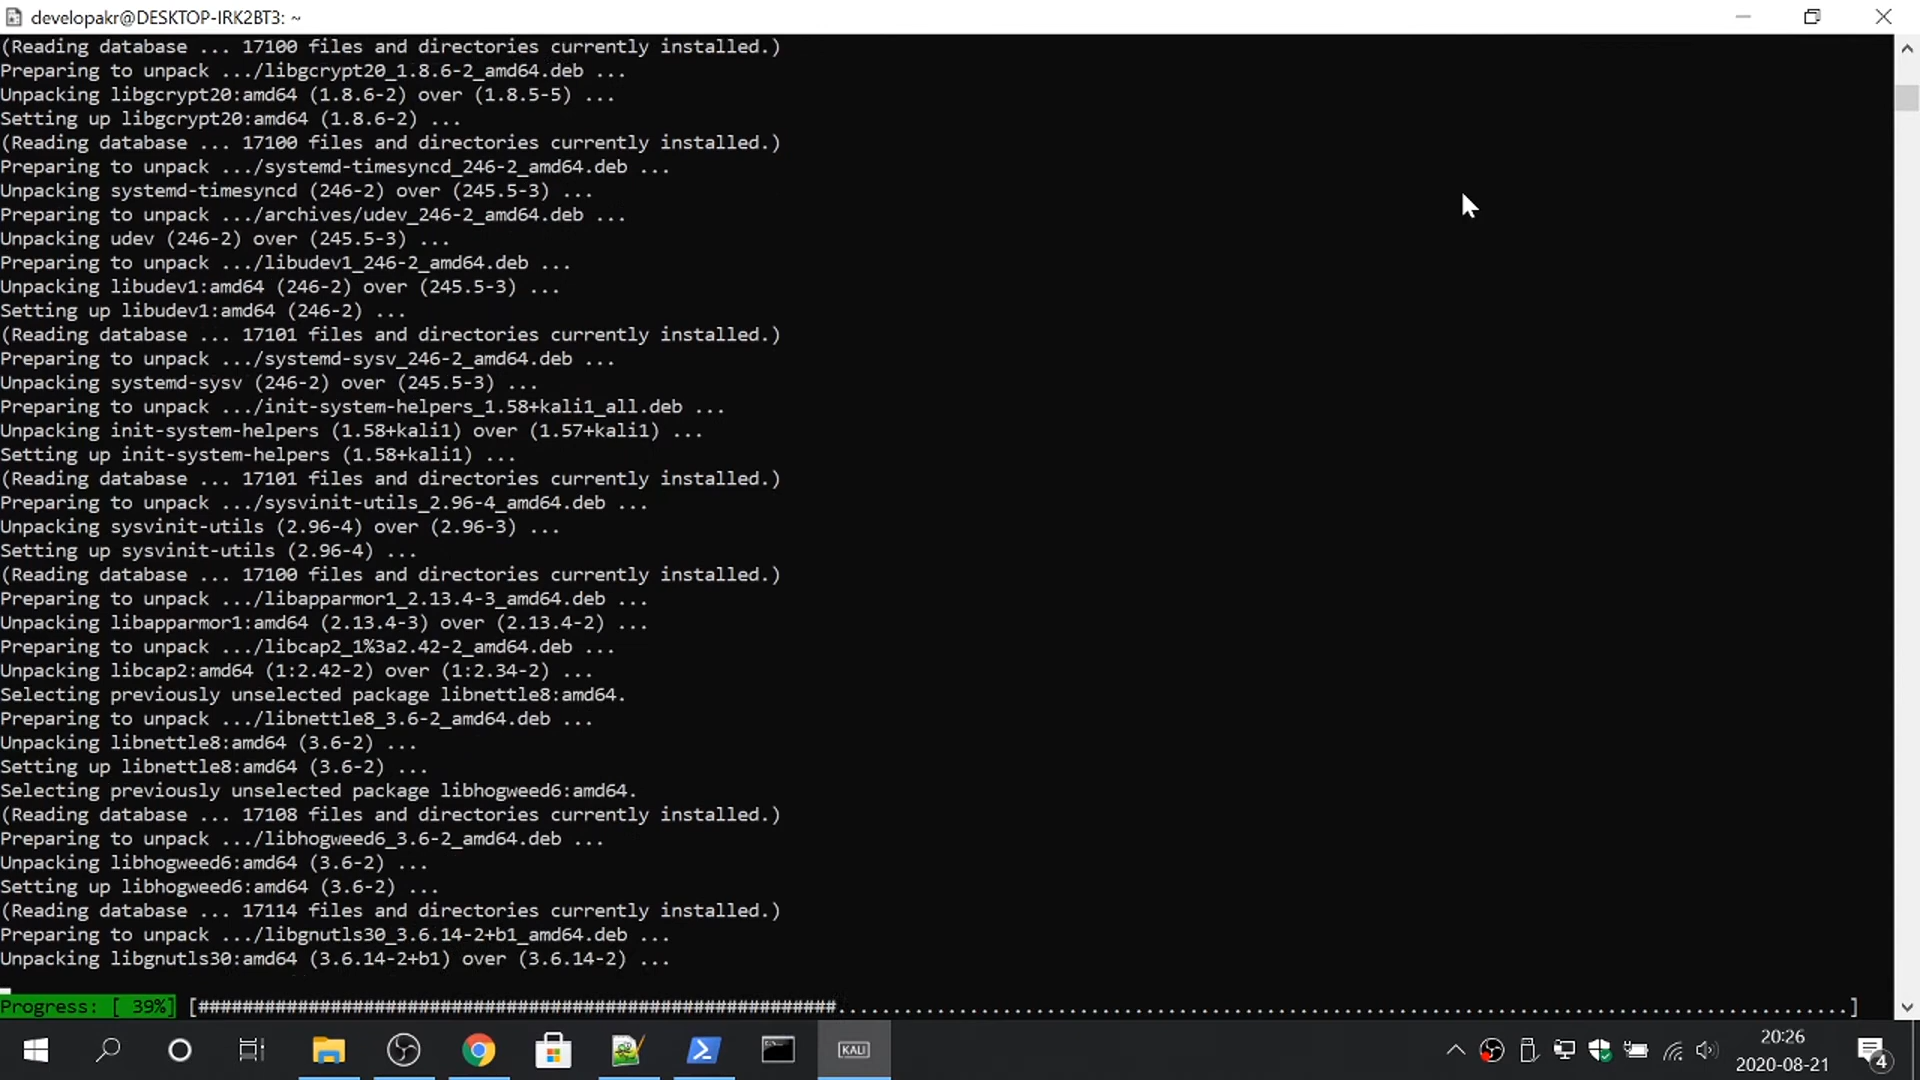 developakr@DESKTOP-IRK2BT3: ~
(Reading database ... 17100 files and directories currently installed.)
Preparing to unpack .../libgcrypt20_1.8.6-2_amd64.deb ...
Unpacking libgcrypt20:amd64 (1.8.6-2) over (1.8.5-5) ...
Setting up libgcrypt20:amd64 (1.8.6-2) ...
(Reading database ... 17100 files and directories currently installed.)
Preparing to unpack .../systemd-timesyncd_246-2_amd64.deb ...
Unpacking systemd-timesyncd (246-2) over (245.5-3) ...
Preparing to unpack .../archives/udev_246-2_amd64.deb ...
Unpacking udev (246-2) over (245.5-3) ...
Preparing to unpack .../libudev1_246-2_amd64.deb ...
Unpacking libudev1:amd64 (246-2) over (245.5-3) ...
Setting up libudev1:amd64 (246-2) ...
(Reading database ... 17101 files and directories currently installed.)
Preparing to unpack .../systemd-sysv_246-2_amd64.deb ...
Unpacking systemd-sysv (246-2) over (245.5-3) ...
Preparing to unpack .../init-system-helpers_1.58+kali1_all.deb ...
Unpacking init-system-helpers (1.58+kali1) over (1.57+kali1) ...
Setting up init-system-helpers (1.58+kali1) ...
(Reading database ... 17101 files and directories currently installed.)
Preparing to unpack .../sysvinit-utils_2.96-4_amd64.deb ...
Unpacking sysvinit-utils (2.96-4) over (2.96-3) ...
Setting up sysvinit-utils (2.96-4) ...
(Reading database ... 17100 files and directories currently installed.)
Preparing to unpack .../libapparmor1_2.13.4-3_amd64.deb ...
Unpacking libapparmor1:amd64 (2.13.4-3) over (2.13.4-2) ...
Preparing to unpack .../libcap2_1%3a2.42-2_amd64.deb ...
Unpacking libcap2:amd64 (1:2.42-2) over (1:2.34-2) ...
Selecting previously unselected package libnettle8:amd64.
Preparing to unpack .../libnettle8_3.6-2_amd64.deb ...
Unpacking libnettle8:amd64 (3.6-2) ...
Setting up libnettle8:amd64 (3.6-2) ...
Selecting previously unselected package libhogweed6:amd64.
(Reading database ... 17108 files and directories currently installed.)
Preparing to unpack .../libhogweed6_3.6-2_amd64.deb ...
Unpacking libhogweed6:amd64 (3.6-2) ...
Setting up libhogweed6:amd64 (3.6-2) ...
(Reading database ... 17114 files and directories currently installed.)
Preparing to unpack .../libgnutls30_3.6.14-2+b1_amd64.deb ...
Unpacking libgnutls30:amd64 (3.6.14-2+b1) over (3.6.14-2) ...
Progress: [ 39%] [##########################################################............................................................................................]
KALI
20:26
2020-08-21
4